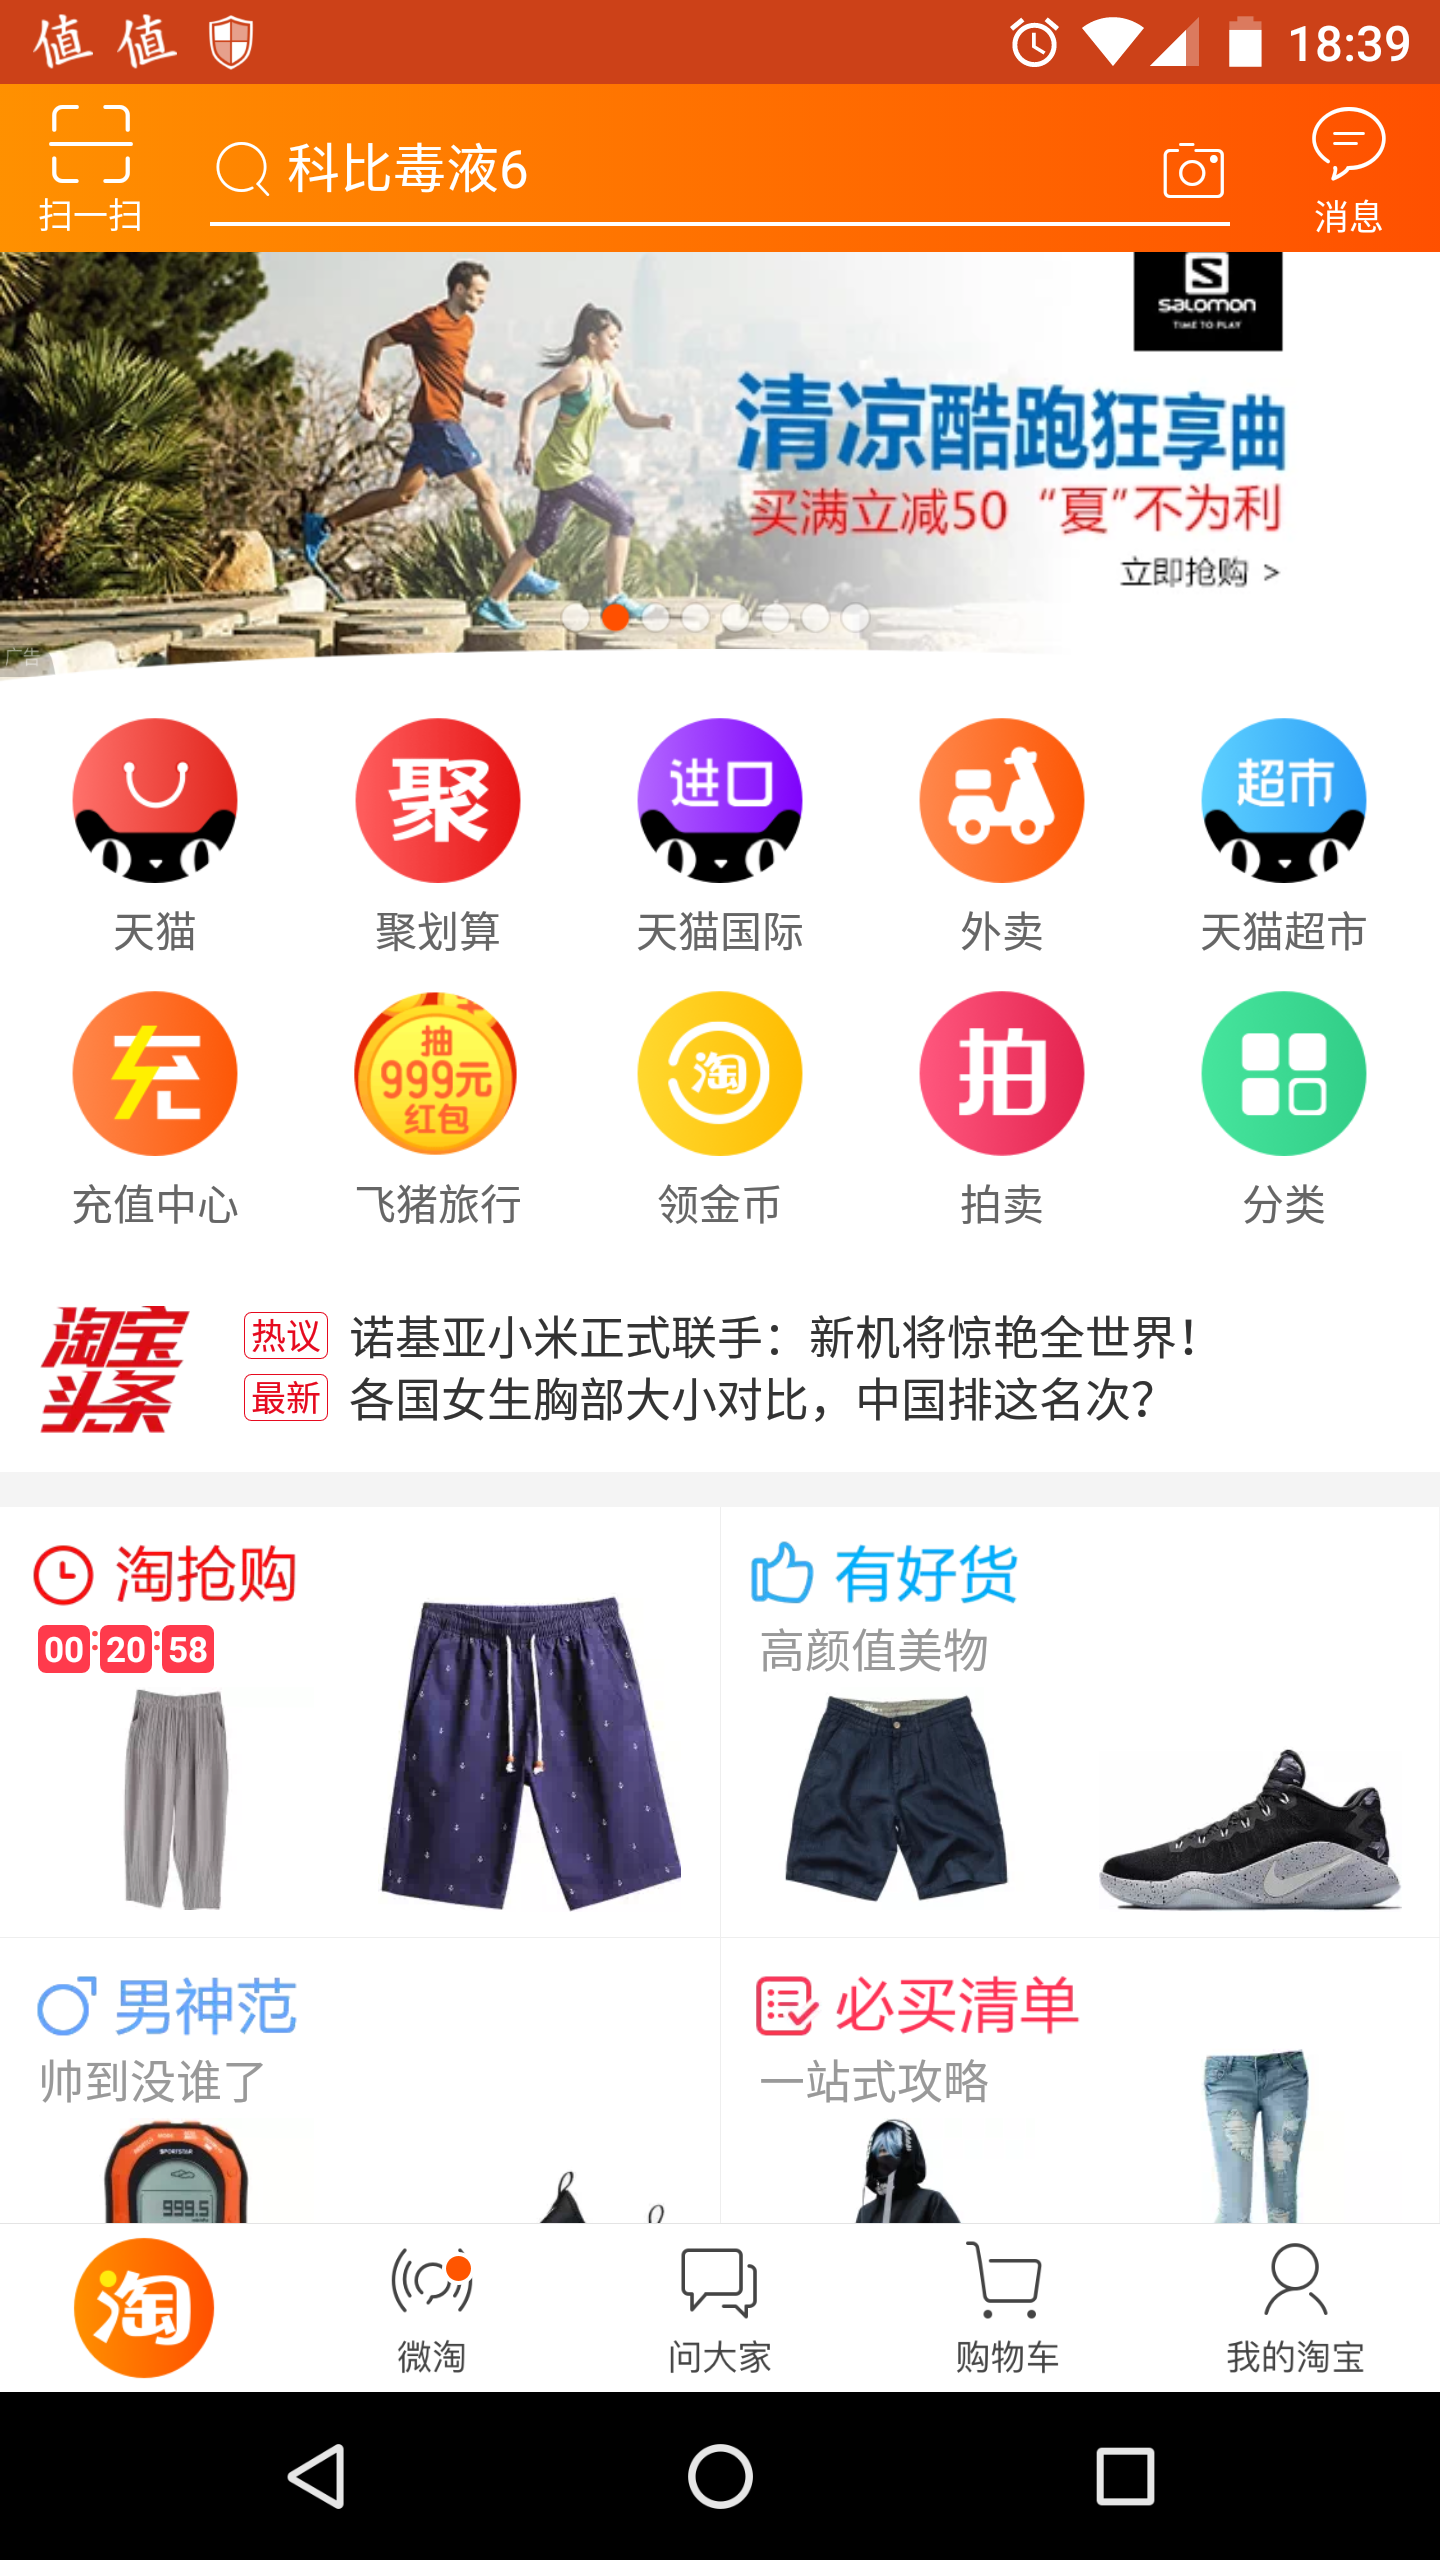 值 值 18:39
扫一扫
科比毒液6
消息
SALOMON
TIME TO PLAY
清凉酷跑狂享曲
买满立减50 “夏”不为利
立即抢购 >
广告
聚 进口 超市
天猫 聚划算 天猫国际 外卖 天猫超市
充 抽 999元 红包 淘 拍
充值中心 飞猪旅行 领金币 拍卖 分类
淘宝头条
热议 诺基亚小米正式联手：新机将惊艳全世界！
最新 各国女生胸部大小对比，中国排这名次？
淘抢购
00:20:58
有好货
高颜值美物
男神范
帅到没谁了
SPORTSTAR
999.5
必买清单
一站式攻略
淘 微淘 问大家 购物车 我的淘宝